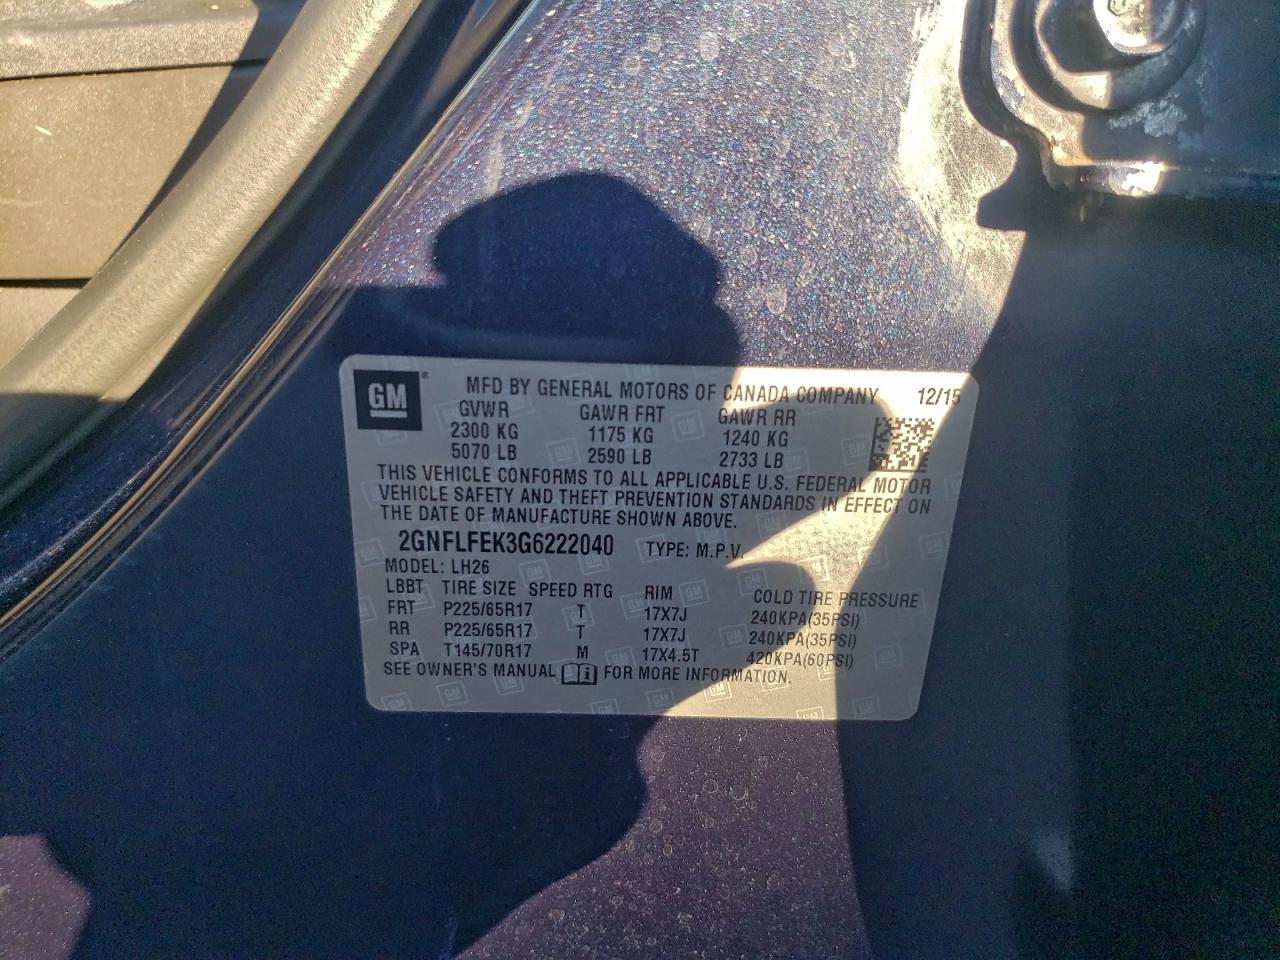 GM ® MFD BY GENERAL MOTORS OF CANADA COMPANY 12/15
GVWR GAWR FRT GAWR RR
2300 KG 1175 KG 1240 KG
5070 LB 2590 LB 2733 LB
THIS VEHICLE CONFORMS TO ALL APPLICABLE U.S. FEDERAL MOTOR
VEHICLE SAFETY AND THEFT PREVENTION STANDARDS IN EFFECT ON
THE DATE OF MANUFACTURE SHOWN ABOVE.
2GNFLFEK3G6222040 TYPE: M.P.V.
MODEL: LH26
LBBT TIRE SIZE SPEED RTG RIM COLD TIRE PRESSURE
FRT P225/65R17 T 17X7J 240KPA(35PSI)
RR P225/65R17 T 17X7J 240KPA(35PSI)
SPA T145/70R17 M 17X4.5T 420KPA(60PSI)
SEE OWNER'S MANUAL FOR MORE INFORMATION.